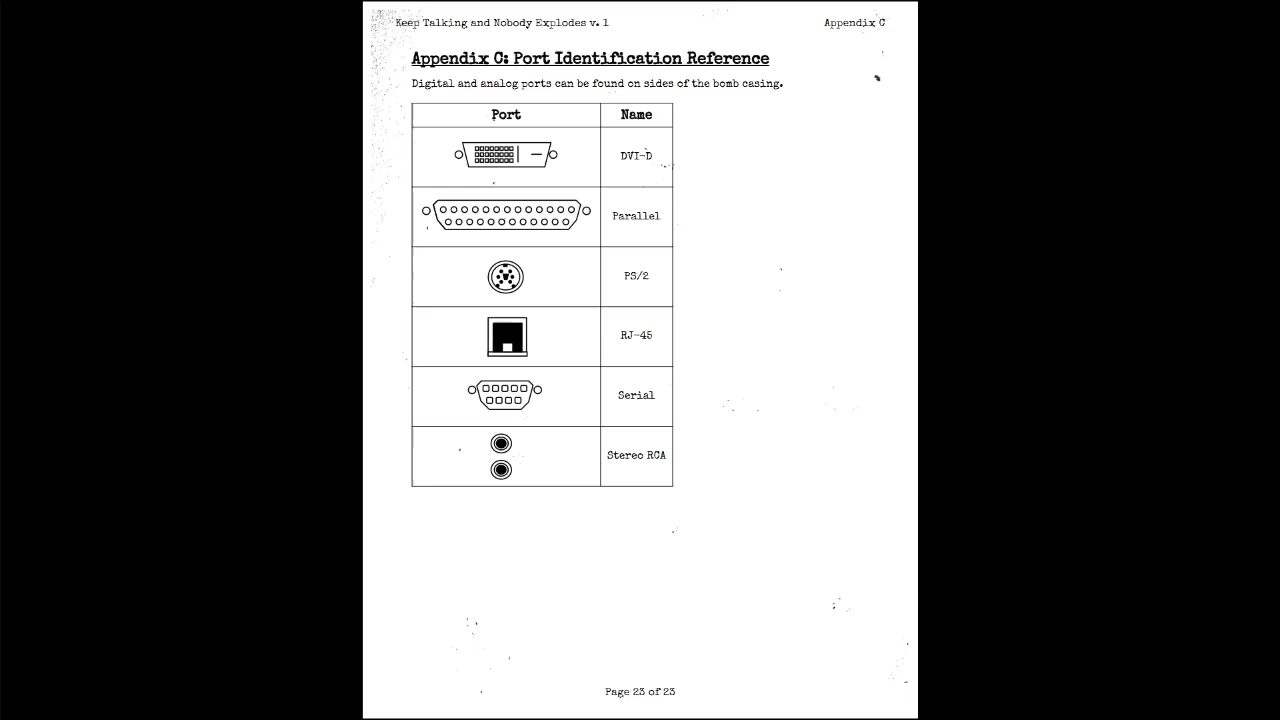 Keep Talking and Nobody Explodes v. 1 Appendix C
Appendix C: Port Identification Reference
Digital and analog ports can be found on sides of the bomb casing.
Port Name
DVI-D
Parallel
PS/2
RJ-45
Serial
Stereo RCA
Page 23 of 23